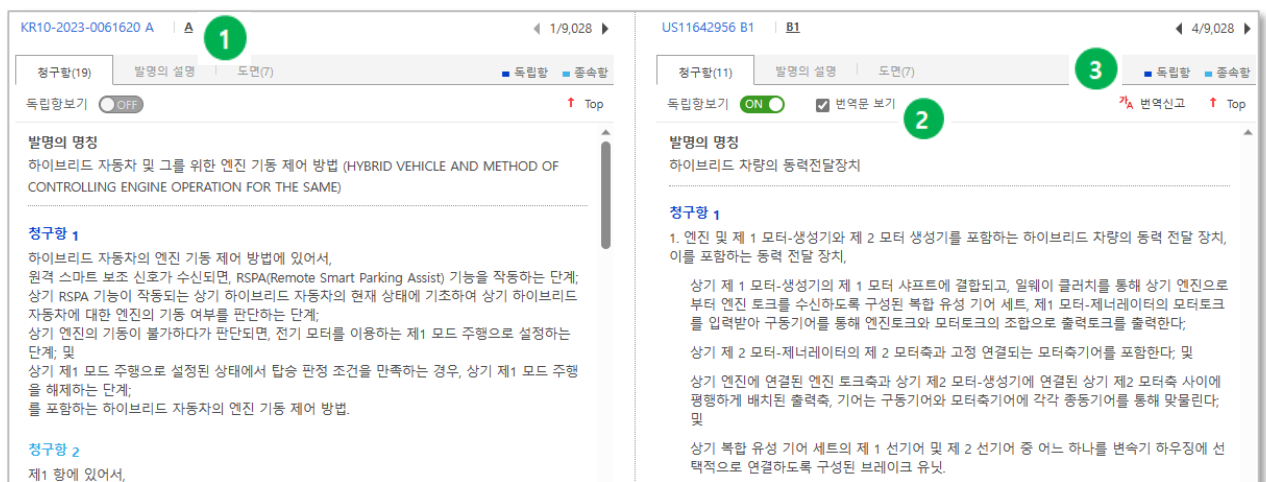 KR10-2023-0061620 A | A
1
◀ 1/9,028 ▶
청구항(19) 발명의 설명 도면(7)
■ 독립항 ■ 종속항
독립항보기 OFF
↑ Top
발명의 명칭
하이브리드 자동차 및 그를 위한 엔진 기동 제어 방법 (HYBRID VEHICLE AND METHOD OF
CONTROLLING ENGINE OPERATION FOR THE SAME)
청구항 1
하이브리드 자동차의 엔진 기동 제어 방법에 있어서,
원격 스마트 보조 신호가 수신되면, RSPA(Remote Smart Parking Assist) 기능을 작동하는 단계;
상기 RSPA 기능이 작동되는 상기 하이브리드 자동차의 현재 상태에 기초하여 상기 하이브리드
자동차에 대한 엔진의 기동 여부를 판단하는 단계;
상기 엔진의 기동이 불가하다가 판단되면, 전기 모터를 이용하는 제1 모드 주행으로 설정하는
단계; 및
상기 제1 모드 주행으로 설정된 상태에서 탑승 판정 조건을 만족하는 경우, 상기 제1 모드 주행
을 해제하는 단계;
를 포함하는 하이브리드 자동차의 엔진 기동 제어 방법.
청구항 2
제1 항에 있어서,
US11642956 B1 | B1
◀ 4/9,028 ▶
청구항(11) 발명의 설명 도면(7)
3
■ 독립항 ■ 종속항
독립항보기 ON 번역문 보기
2
가A 번역신고 ↑ Top
발명의 명칭
하이브리드 차량의 동력전달장치
청구항 1
1. 엔진 및 제 1 모터-생성기와 제 2 모터 생성기를 포함하는 하이브리드 차량의 동력 전달 장치,
이를 포함하는 동력 전달 장치,
상기 제 1 모터-생성기의 제 1 모터 샤프트에 결합되고, 일웨이 클러치를 통해 상기 엔진으로
부터 엔진 토크를 수신하도록 구성된 복합 유성 기어 세트, 제1 모터-제너레이터의 모터토크
를 입력받아 구동기어를 통해 엔진토크와 모터토크의 조합으로 출력토크를 출력한다;
상기 제 2 모터-제너레이터의 제 2 모터축과 고정 연결되는 모터축기어를 포함한다; 및
상기 엔진에 연결된 엔진 토크축과 상기 제2 모터-생성기에 연결된 상기 제2 모터축 사이에
평행하게 배치된 출력축, 기어는 구동기어와 모터축기어에 각각 종동기어를 통해 맞물린다;
및
상기 복합 유성 기어 세트의 제 1 선기어 및 제 2 선기어 중 어느 하나를 변속기 하우징에 선
택적으로 연결하도록 구성된 브레이크 유닛.